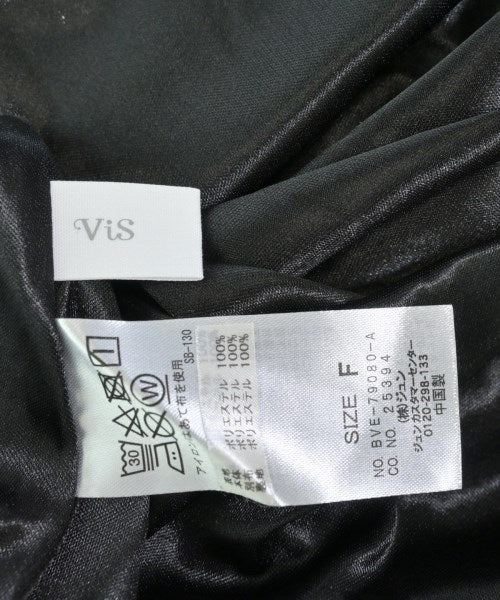 ViS
SIZE F
NO. BVE-79080-A
CO. NO. 25394
(株)ジュン
ジュンカスタマーセンター
0120-298-133
中国製
ポリエステル 100%
本体 ポリエステル 100%
別布 ポリエステル 100%
裏地
アイロンはあて布を使用
SB-130
30
W